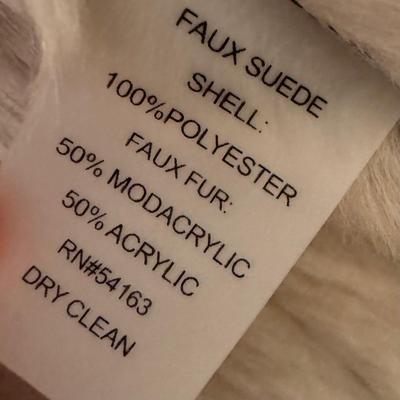 FAUX SUEDE
SHELL:
100%POLYESTER
FAUX FUR:
50% MODACRYLIC
50% ACRYLIC
RN#54163
DRY CLEAN